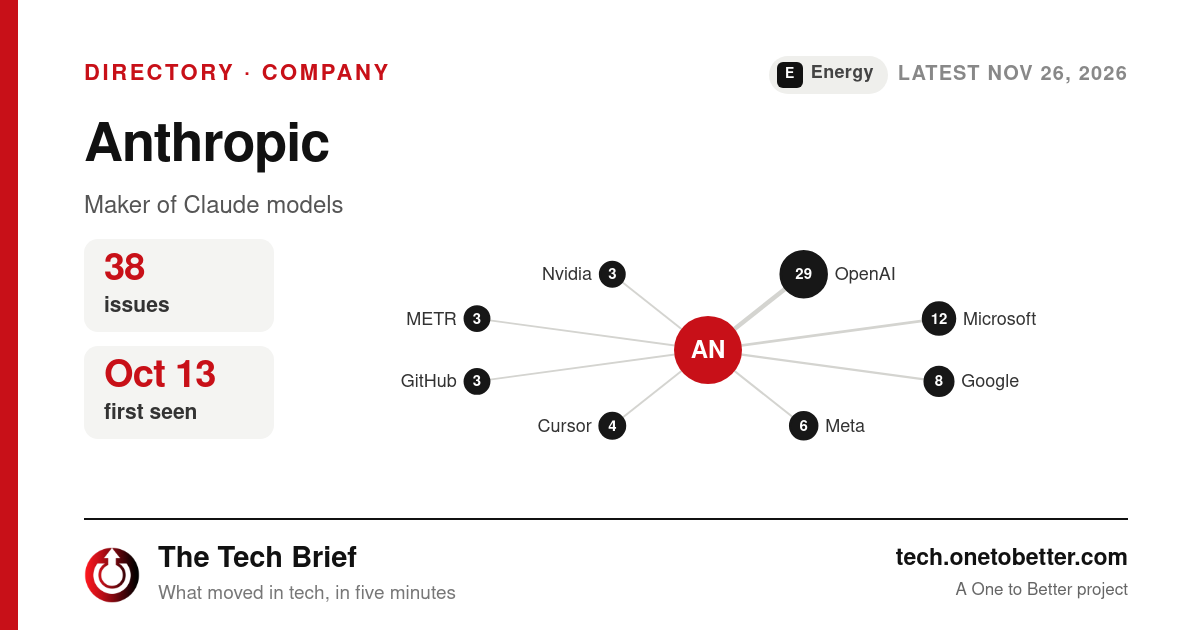 DIRECTORY · COMPANY
E Energy LATEST NOV 26, 2026
Anthropic
Maker of Claude models
38
issues
Oct 13
first seen
Nvidia 3
29 OpenAI
METR 3
12 Microsoft
AN
GitHub 3
8 Google
Cursor 4
6 Meta
The Tech Brief
What moved in tech, in five minutes
tech.onetobetter.com
A One to Better project